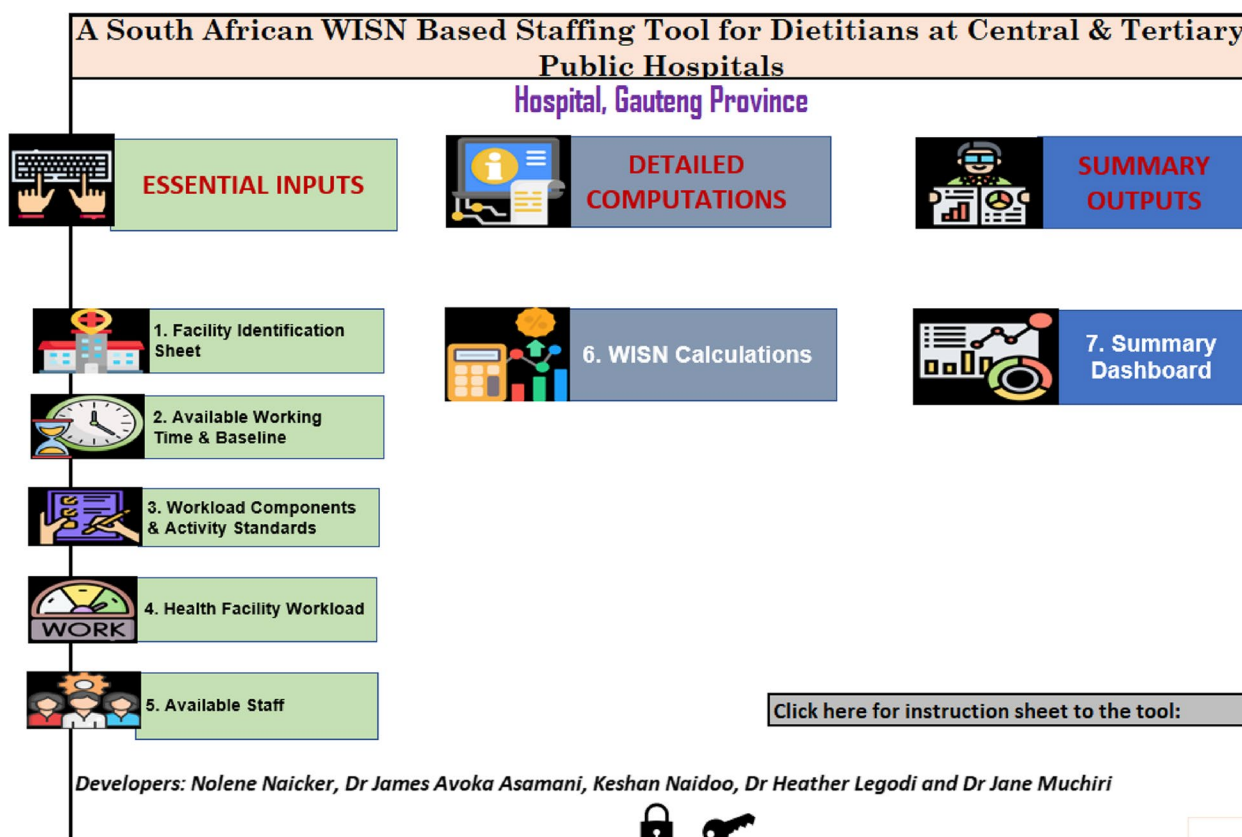 A South African WISN Based Staffing Tool for Dietitians at Central & Tertiary
Public Hospitals
Hospital, Gauteng Province
ESSENTIAL INPUTS
DETAILED
COMPUTATIONS
SUMMARY
OUTPUTS
1. Facility Identification
Sheet
2. Available Working
Time & Baseline
3. Workload Components
& Activity Standards
4. Health Facility Workload
WORK
5. Available Staff
6. WISN Calculations
7. Summary
Dashboard
Click here for instruction sheet to the tool:
Developers: Nolene Naicker, Dr James Avoka Asamani, Keshan Naidoo, Dr Heather Legodi and Dr Jane Muchiri